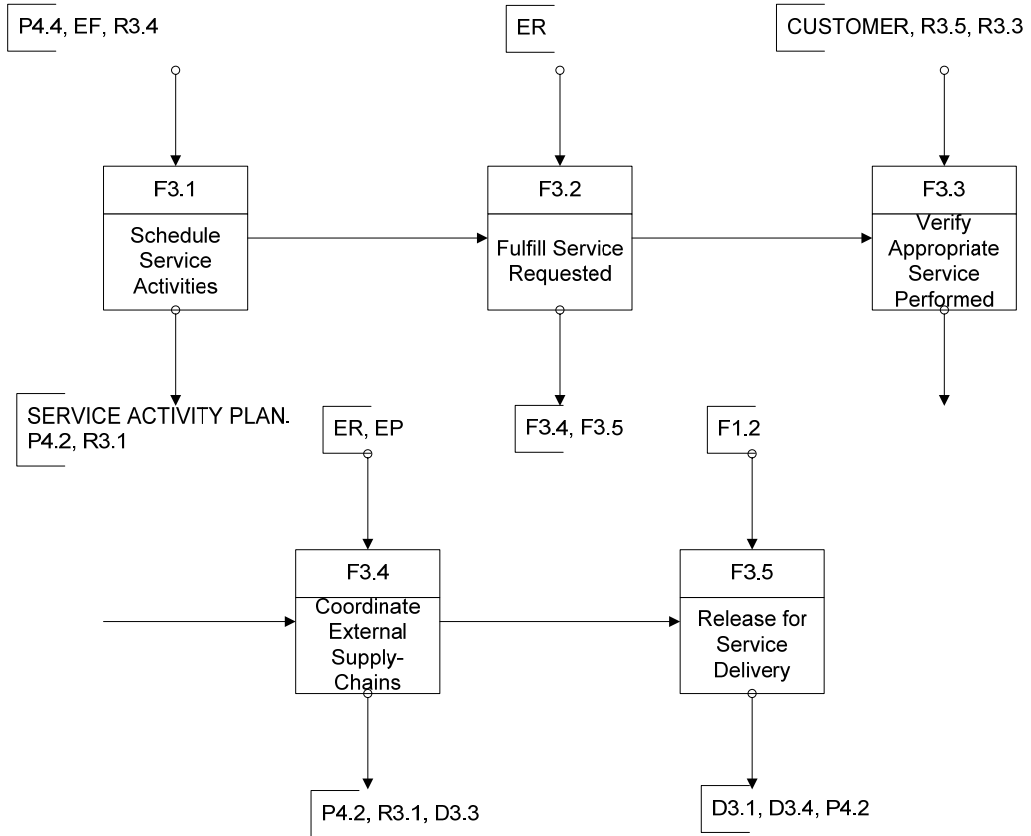 P4.4, EF, R3.4
ER
CUSTOMER, R3.5, R3.3
F3.1
Schedule
Service
Activities
F3.2
Fulfill Service
Requested
F3.3
Verify
Appropriate
Service
Performed
SERVICE ACTIVITY PLAN.
P4.2, R3.1
ER, EP
F3.4, F3.5
F1.2
F3.4
Coordinate
External
Supply-
Chains
F3.5
Release for
Service
Delivery
P4.2, R3.1, D3.3
D3.1, D3.4, P4.2